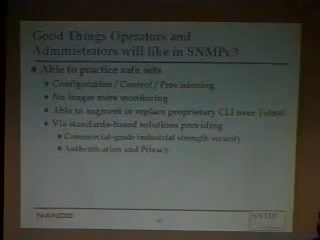 Good Things Operators and
Administrators will like in SNMPv3
Able to practice safe sets
Configuration / Control / Provisioning
No longer mere monitoring
Able to augment or replace proprietary CLI over Telnet
Via standards-based solutions providing
Commercial-grade industrial strength security
Authentication and Privacy
NANOG
SNMP